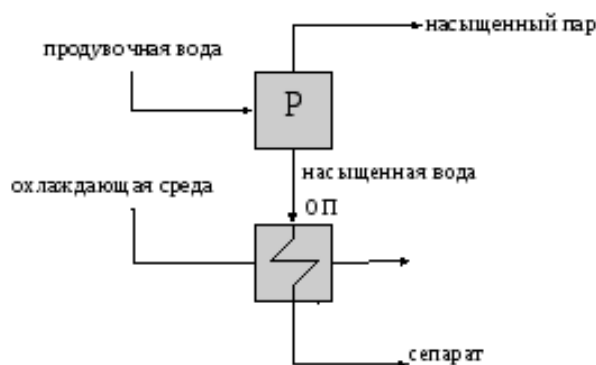 насыщенный пар
продувочная вода
Р
насыщенная вода
охлаждающая среда
ОП
сепарат